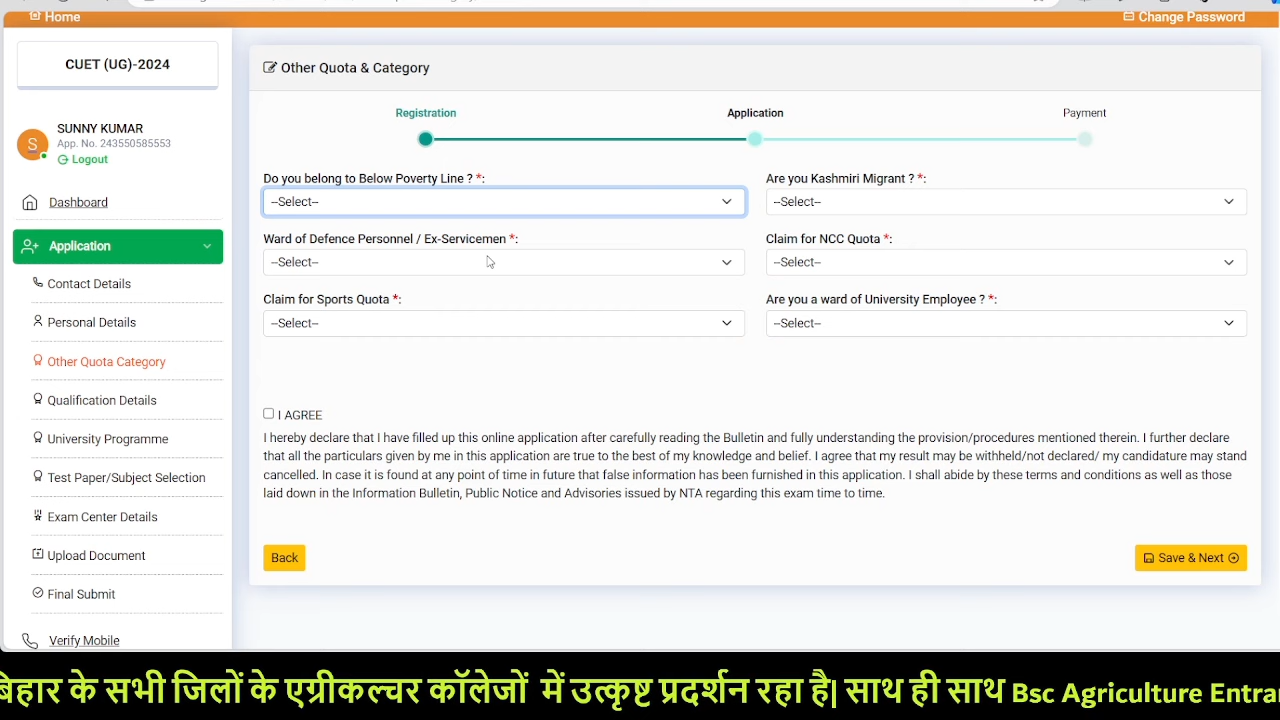 Home
Change Password
CUET (UG)-2024
SUNNY KUMAR
App. No. 243550585553
Logout
S
Dashboard
Application
Contact Details
Personal Details
Other Quota Category
Qualification Details
University Programme
Test Paper/Subject Selection
Exam Center Details
Upload Document
Final Submit
Verify Mobile
Other Quota & Category
Registration
Application
Payment
Do you belong to Below Poverty Line ? *:
--Select--
Are you Kashmiri Migrant ? *:
--Select--
Ward of Defence Personnel / Ex-Servicemen *:
--Select--
Claim for NCC Quota *:
--Select--
Claim for Sports Quota *:
--Select--
Are you a ward of University Employee ? *:
--Select--
I AGREE
I hereby declare that I have filled up this online application after carefully reading the Bulletin and fully understanding the provision/procedures mentioned therein. I further declare
that all the particulars given by me in this application are true to the best of my knowledge and belief. I agree that my result may be withheld/not declared/ my candidature may stand
cancelled. In case it is found at any point of time in future that false information has been furnished in this application. I shall abide by these terms and conditions as well as those
laid down in the Information Bulletin, Public Notice and Advisories issued by NTA regarding this exam time to time.
Back
Save & Next
बिहार के सभी जिलों के एग्रीकल्चर कॉलेजों में उत्कृष्ट प्रदर्शन रहा है| साथ ही साथ Bsc Agriculture